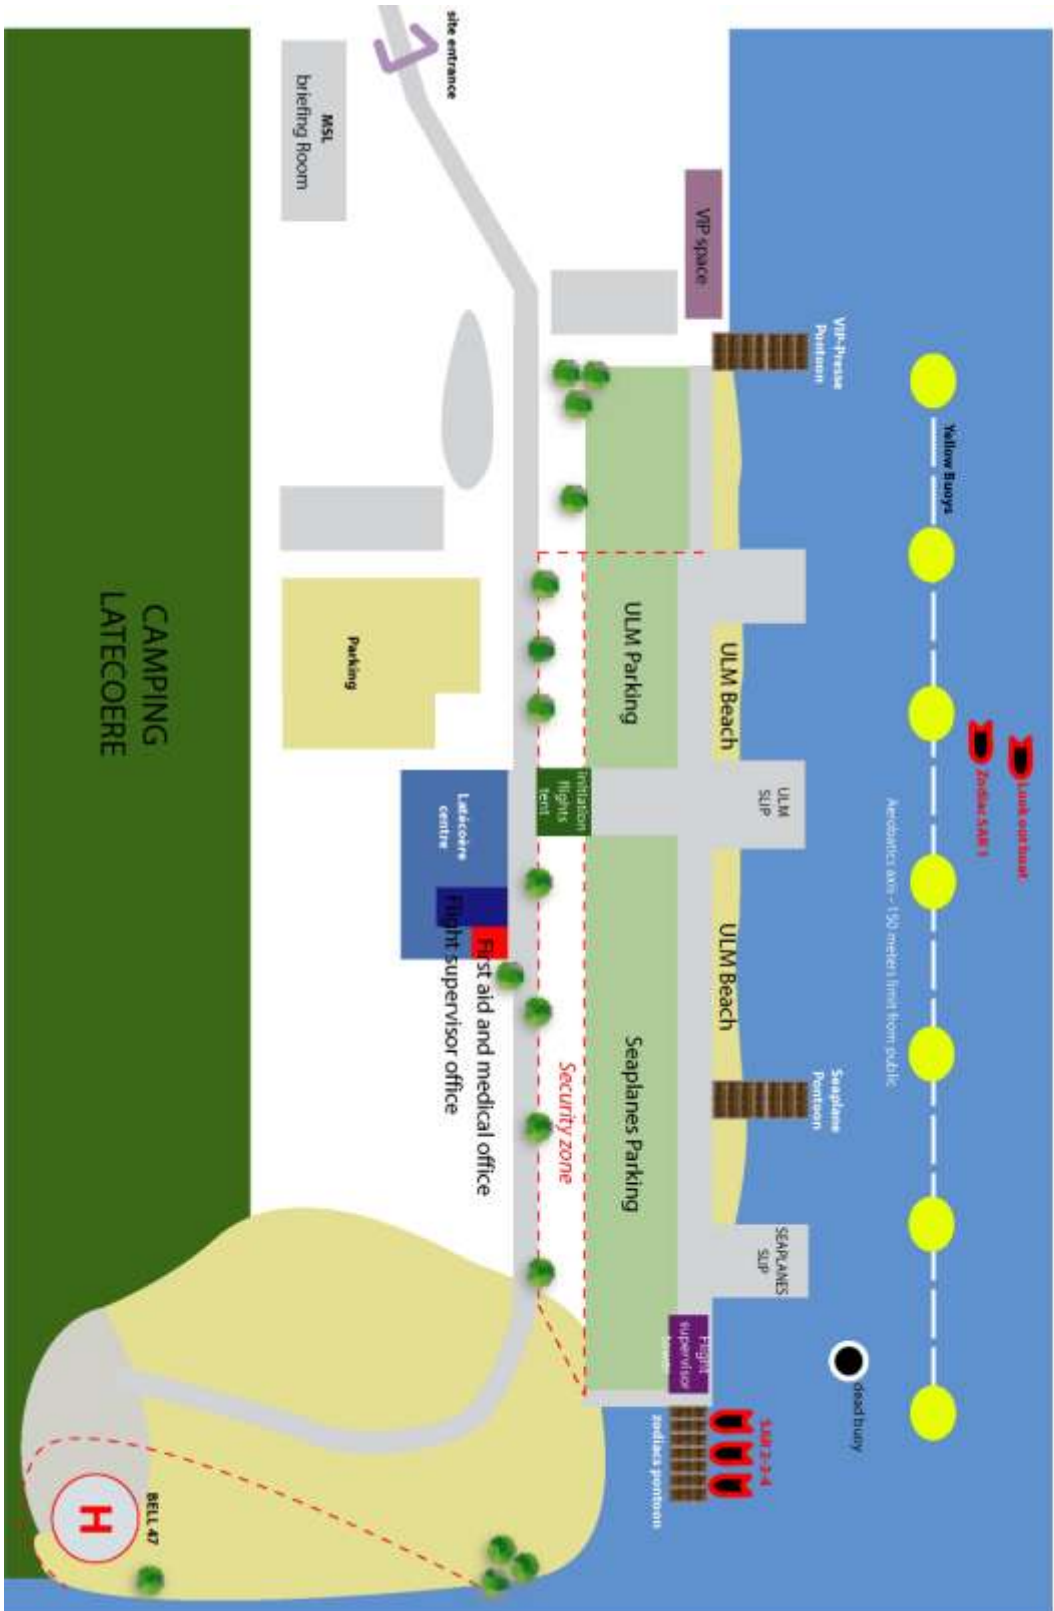 site entrance
MSL
briefing Room
VIP space
VIP-Presse
Pontoon
Yellow Buoys
CAMPING
LATECOERE
Parking
ULM Parking
ULM Beach
Look out boat
Zodiac SAR 1
Aerobatics axis - 150 meters limit from public
initiation
flights
tent
ULM
SLIP
Latécoère
centre
Flight supervisor office
First aid and medical office
Security zone
Seaplanes Parking
ULM Beach
Seaplane
Pontoon
SEAPLANES
SLIP
Flight
supervisor
dead buoy
SAR 2-3-4
zodiacs pontoon
BELL 47
H